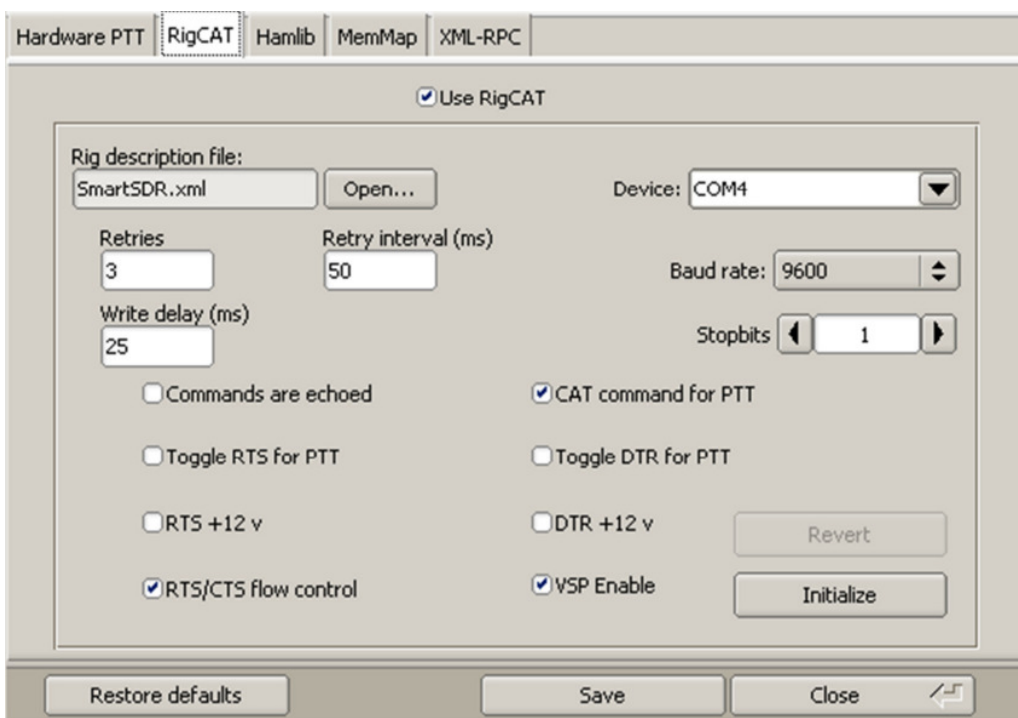 Hardware PTT RigCAT Hamlib MemMap XML-RPC
Use RigCAT
Rig description file:
SmartSDR.xml Open... Device: COM4
Retries Retry interval (ms)
3 50 Baud rate: 9600
Write delay (ms)
25 Stopbits 1
Commands are echoed CAT command for PTT
Toggle RTS for PTT Toggle DTR for PTT
RTS +12 v DTR +12 v Revert
RTS/CTS flow control VSP Enable Initialize
Restore defaults Save Close